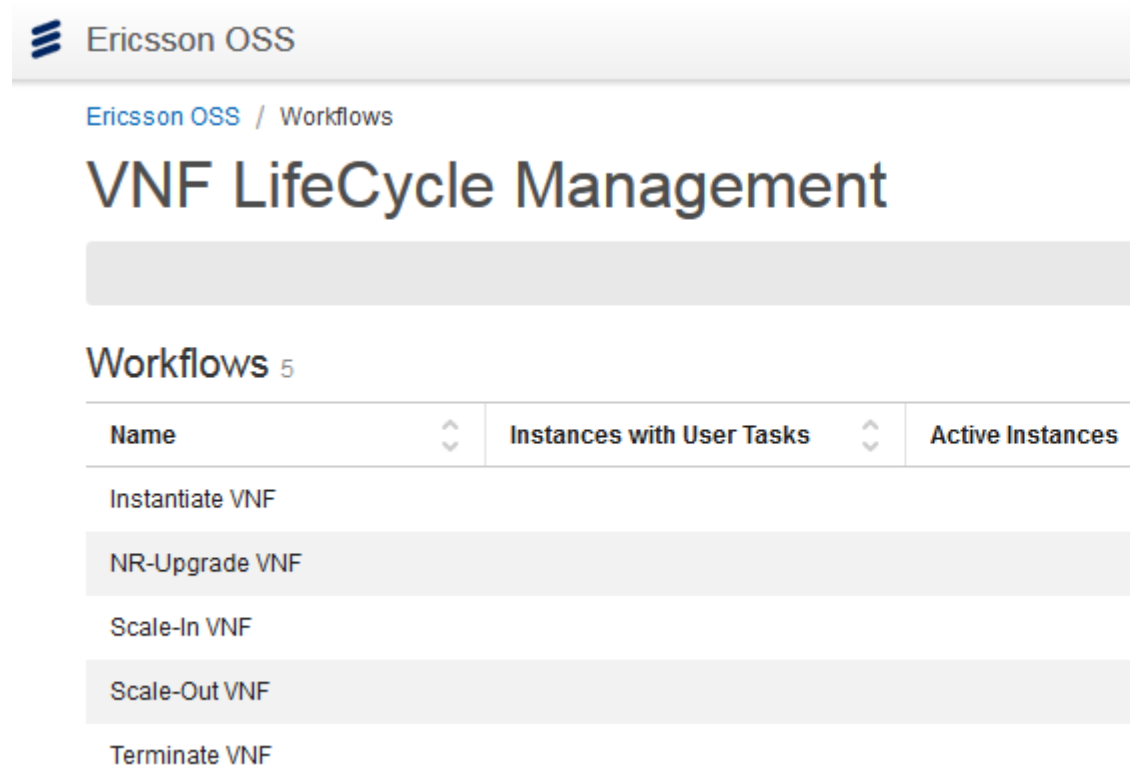 Ericsson OSS
Ericsson OSS / Workflows
VNF LifeCycle Management
Workflows 5
Name Instances with User Tasks Active Instances
Instantiate VNF
NR-Upgrade VNF
Scale-In VNF
Scale-Out VNF
Terminate VNF